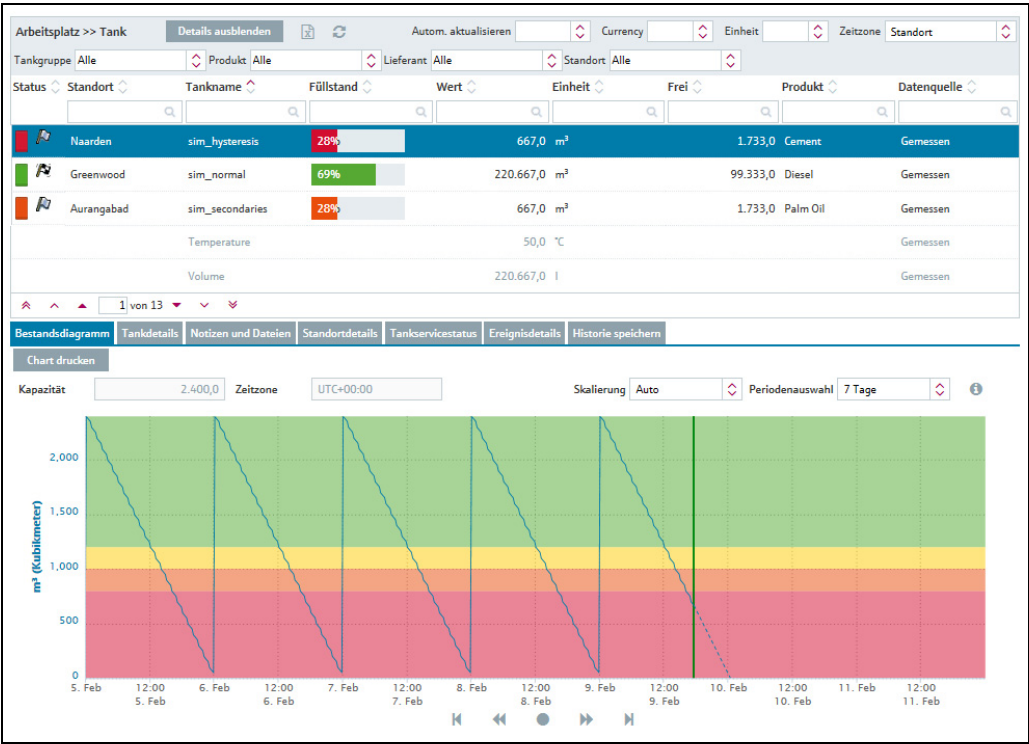 Arbeitsplatz >> Tank Details ausblenden Autom. aktualisieren Currency Einheit Zeitzone Standort
Tankgruppe Alle Produkt Alle Lieferant Alle Standort Alle
Status Standort Tankname Füllstand Wert Einheit Frei Produkt Datenquelle
Naarden sim_hysteresis 28% 667,0 m³ 1.733,0 Cement Gemessen
Greenwood sim_normal 69% 220.667,0 m³ 99.333,0 Diesel Gemessen
Aurangabad sim_secondaries 28% 667,0 m³ 1.733,0 Palm Oil Gemessen
Temperature 50,0 °C Gemessen
Volume 220.667,0 l Gemessen
1 von 13
Bestandsdiagramm Tankdetails Notizen und Dateien Standortdetails Tankservicestatus Ereignisdetails Historie speichern
Chart drucken
Kapazität 2.400,0 Zeitzone UTC+00:00 Skalierung Auto Periodenauswahl 7 Tage
m³ (Kubikmeter)
2,000
1,500
1,000
500
0
5. Feb 12:00 6. Feb 12:00 7. Feb 12:00 8. Feb 12:00 9. Feb 12:00 10. Feb 12:00 11. Feb 12:00
5. Feb 6. Feb 7. Feb 8. Feb 9. Feb 10. Feb 11. Feb